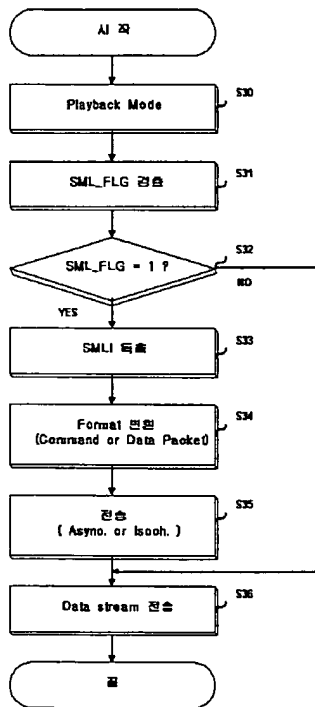 시 작
S30
Playback Mode
S31
SML_FLG 검출
S32
SML_FLG = 1 ?
NO
YES
S33
SMLI 독출
S34
Format 변환
(Command or Data Packet)
S35
전송
( Async. or Isoch. )
S36
Data stream 전송
끝